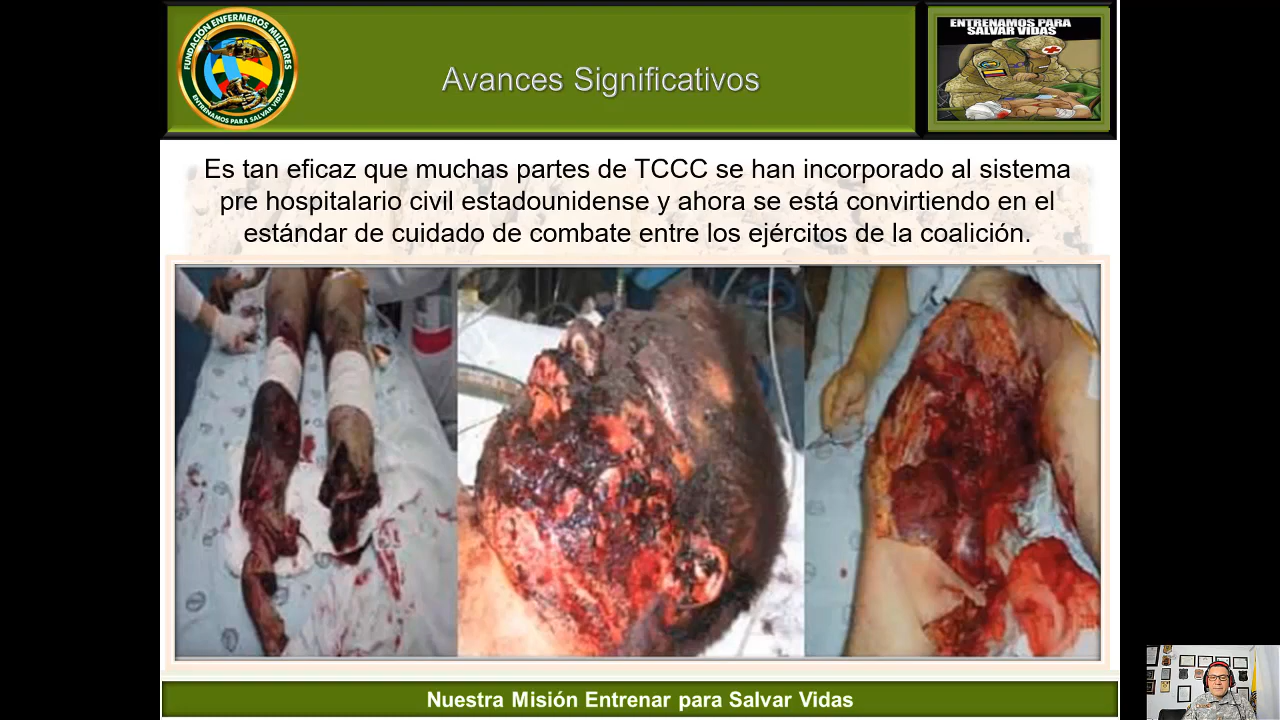 FUNDACIÓN ENFERMEROS MILITARES
ENTRENAMOS PARA SALVAR VIDAS
Avances Significativos
ENTRENAMOS PARA
SALVAR VIDAS
Es tan eficaz que muchas partes de TCCC se han incorporado al sistema
pre hospitalario civil estadounidense y ahora se está convirtiendo en el
estándar de cuidado de combate entre los ejércitos de la coalición.
Nuestra Misión Entrenar para Salvar Vidas